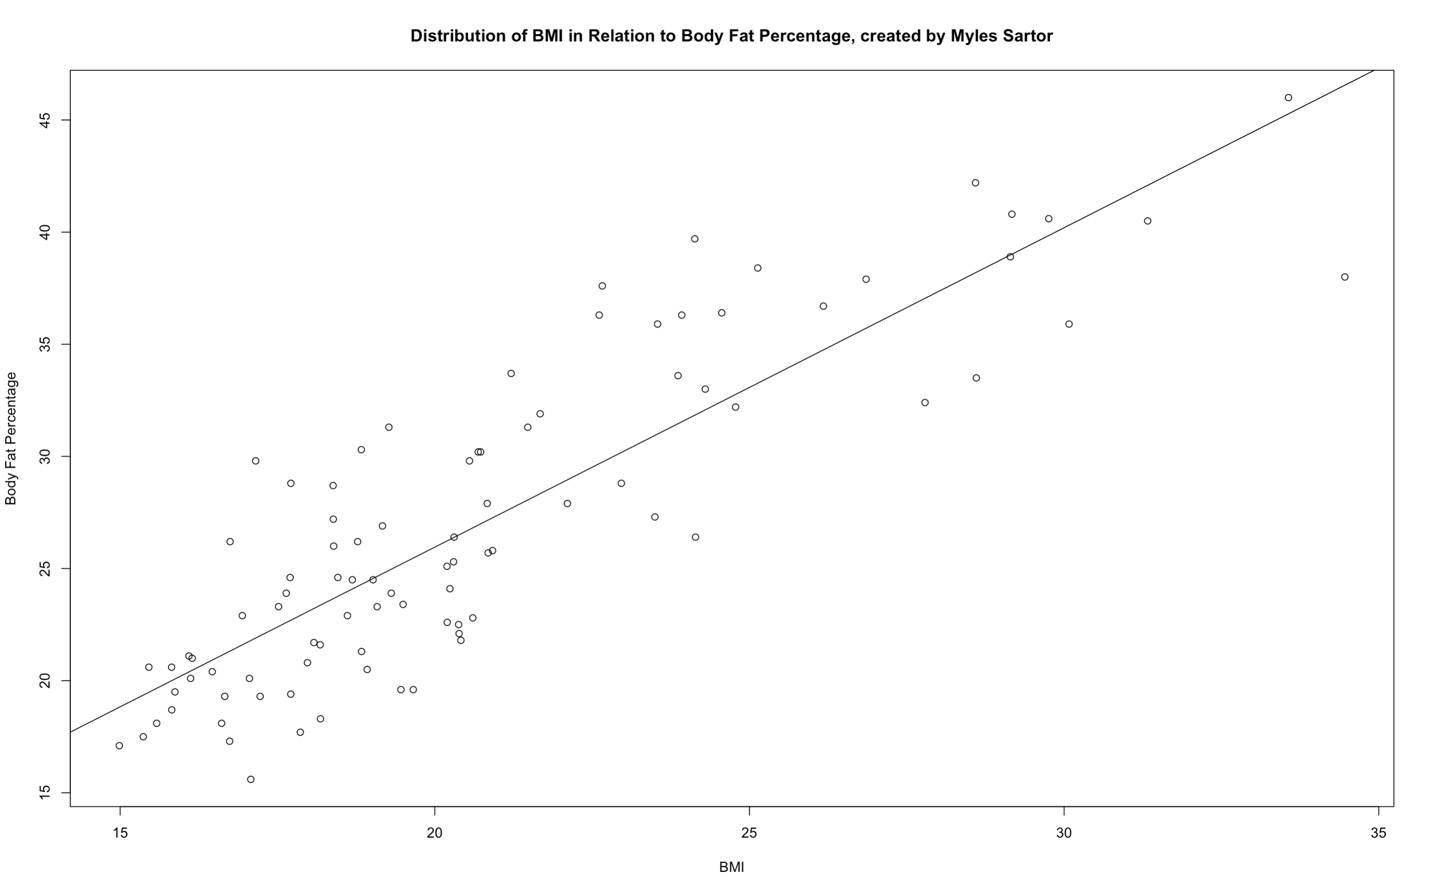 Distribution of BMI in Relation to Body Fat Percentage, created by Myles Sartor
Body Fat Percentage
45
40
35
30
25
20
15
15 20 25 30 35
BMI